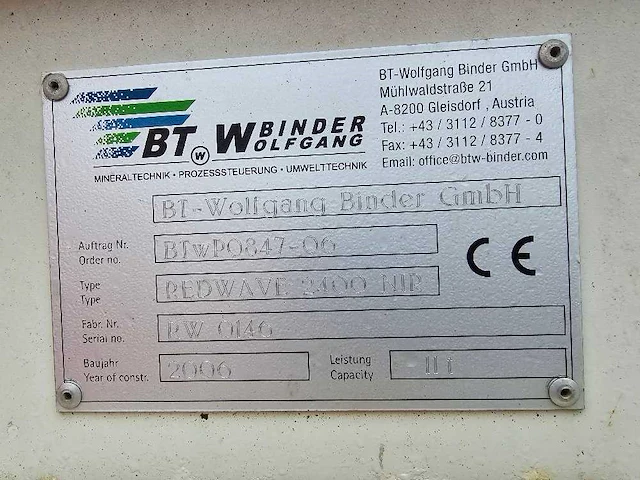 BT W BINDER WOLFGANG
MINERALTECHNIK · PROZESSSTEUERUNG · UMWELTTECHNIK
BT-Wolfgang Binder GmbH
Mühlwaldstraße 21
A-8200 Gleisdorf , Austria
Tel.: +43 / 3112 / 8377 - 0
Fax: +43 / 3112 / 8377 - 4
Email: office@btw-binder.com
BT-Wolfgang Binder GmbH
Auftrag Nr.
Order no.
BTwP0847-06
Type
Type
REDWAVE 2400 NIR
Fabr. Nr.
Serial no.
RW 0146
Baujahr
Year of constr.
2006
Leistung
Capacity
CE